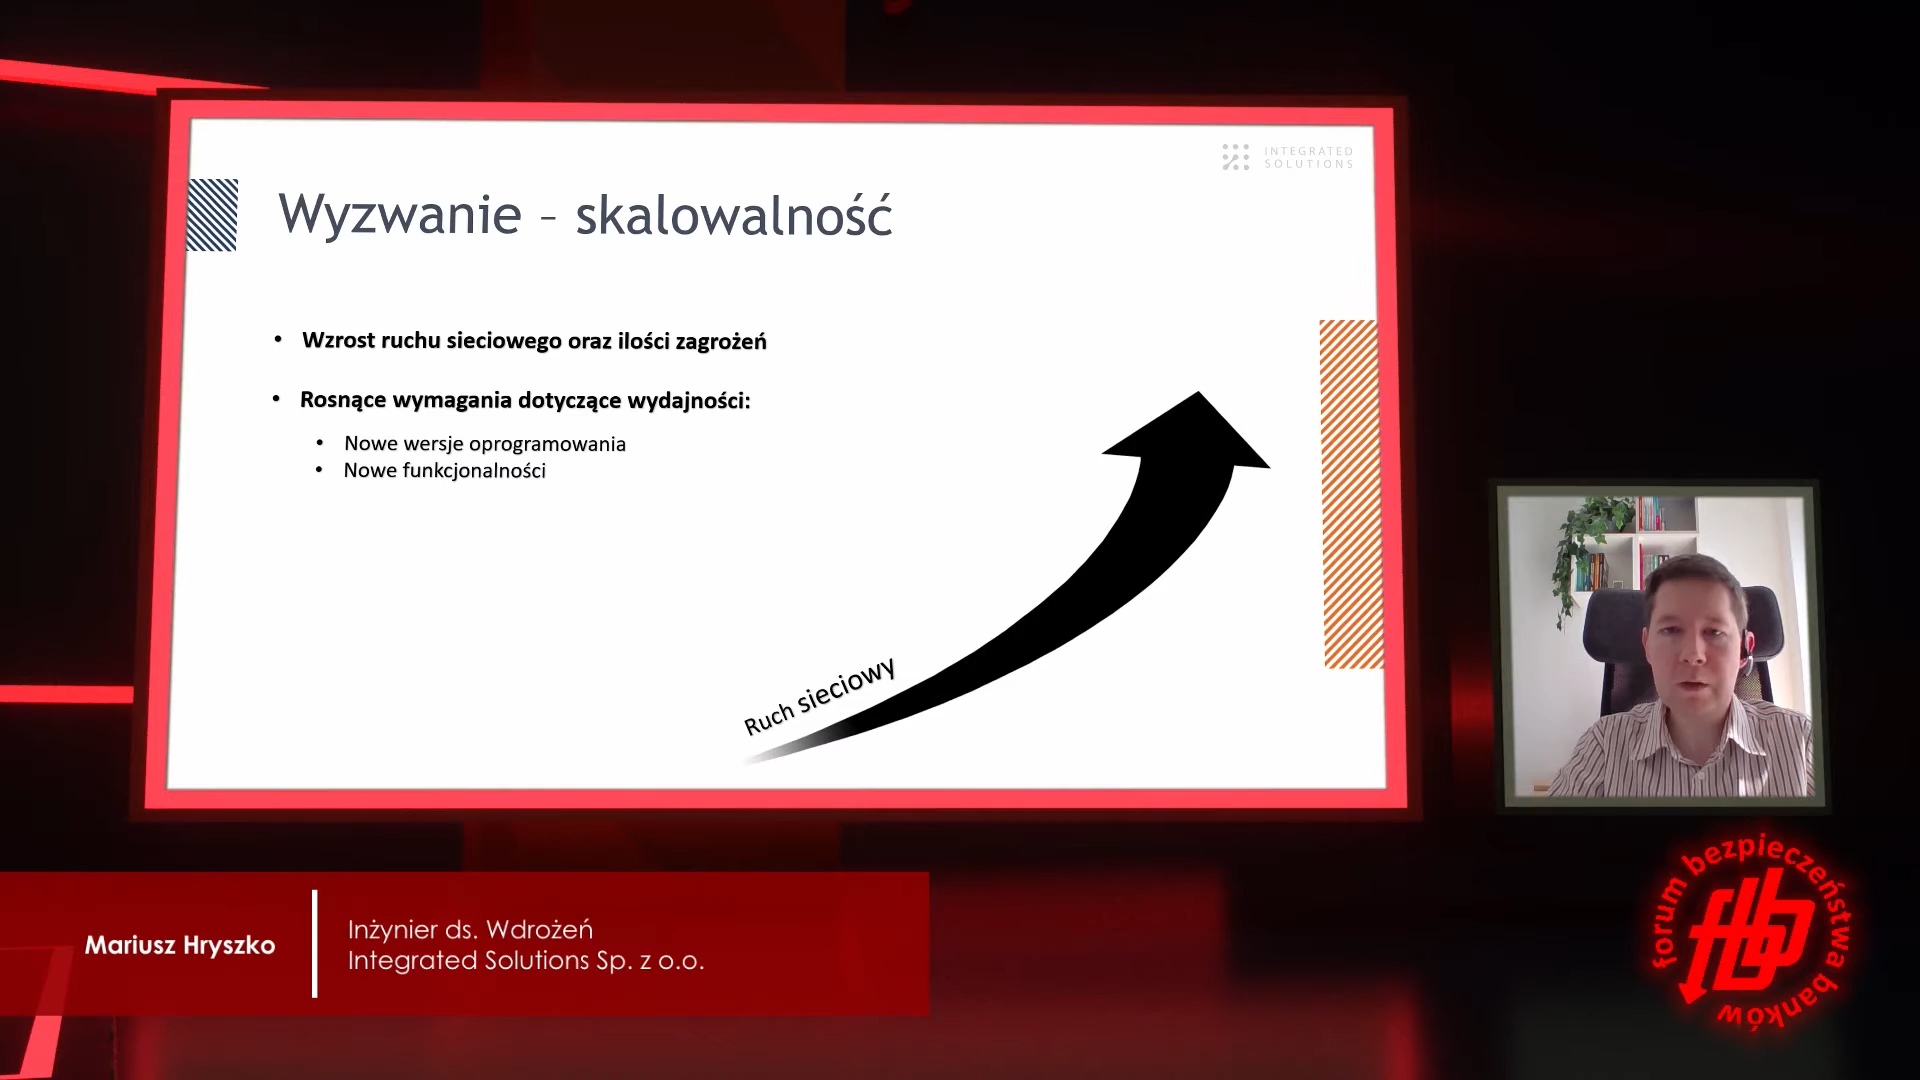 INTEGRATED
SOLUTIONS
Wyzwanie – skalowalność
• Wzrost ruchu sieciowego oraz ilości zagrożeń
• Rosnące wymagania dotyczące wydajności:
• Nowe wersje oprogramowania
• Nowe funkcjonalności
Ruch sieciowy
Mariusz Hryszko
Inżynier ds. Wdrożeń
Integrated Solutions Sp. z o.o.
forum bezpieczeństwa banków
fbb